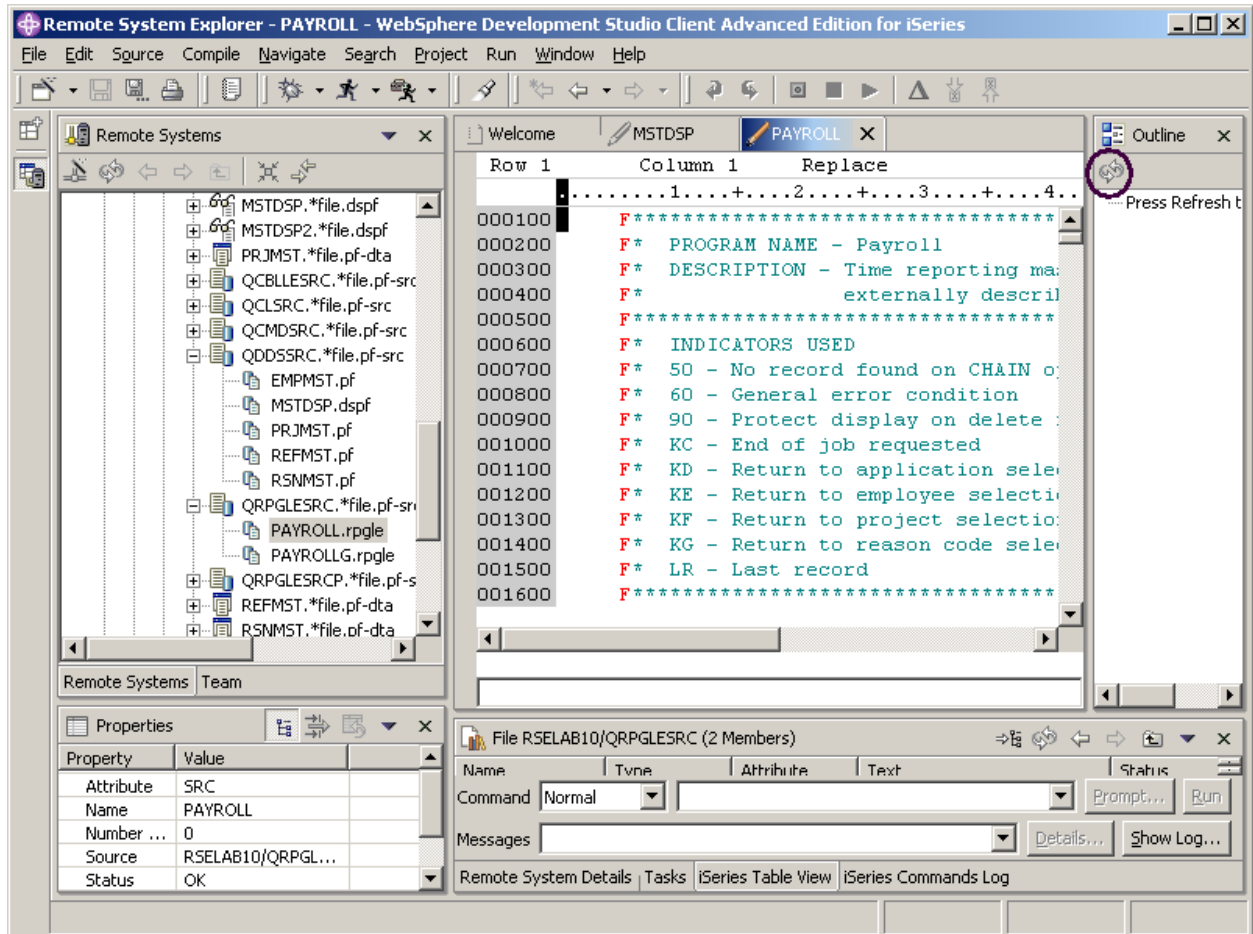 Remote System Explorer - PAYROLL - WebSphere Development Studio Client Advanced Edition for iSeries
File Edit Source Compile Navigate Search Project Run Window Help
Remote Systems
MSTDSP.*file.dspf
MSTDSP2.*file.dspf
PRJMST.*file.pf-dta
QCBLLESRC.*file.pf-src
QCLSRC.*file.pf-src
QCMDSRC.*file.pf-src
QDDSSRC.*file.pf-src
EMPMST.pf
MSTDSP.dspf
PRJMST.pf
REFMST.pf
RSNMST.pf
QRPGLESRC.*file.pf-sr
PAYROLL.rpgle
PAYROLLG.rpgle
QRPGLESRCP.*file.pf-s
REFMST.*file.pf-dta
RSNMST.*file.pf-dta
Remote Systems Team
Welcome MSTDSP PAYROLL
Row 1 Column 1 Replace
.........1....+....2....+....3....+....4..
000100 F***********************************
000200 F* PROGRAM NAME - Payroll
000300 F* DESCRIPTION - Time reporting ma
000400 F* externally descri
000500 F***********************************
000600 F* INDICATORS USED
000700 F* 50 - No record found on CHAIN o
000800 F* 60 - General error condition
000900 F* 90 - Protect display on delete
001000 F* KC - End of job requested
001100 F* KD - Return to application sele
001200 F* KE - Return to employee selecti
001300 F* KF - Return to project selectio
001400 F* KG - Return to reason code sele
001500 F* LR - Last record
001600 F***********************************
Outline
Press Refresh t
Properties
Property Value
Attribute SRC
Name PAYROLL
Number ... 0
Source RSELAB10/QRPGL...
Status OK
File RSELAB10/QRPGLESRC (2 Members)
Name Type Attribute Text Status
Command Normal Prompt... Run
Messages Details... Show Log...
Remote System Details Tasks iSeries Table View iSeries Commands Log